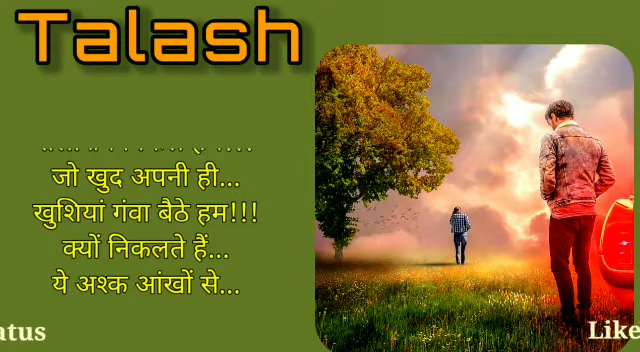 Talash
जो खुद अपनी ही...
खुशियां गंवा बैठे हम!!!
क्यों निकलते हैं...
ये अश्क आंखों से...
atus
Like